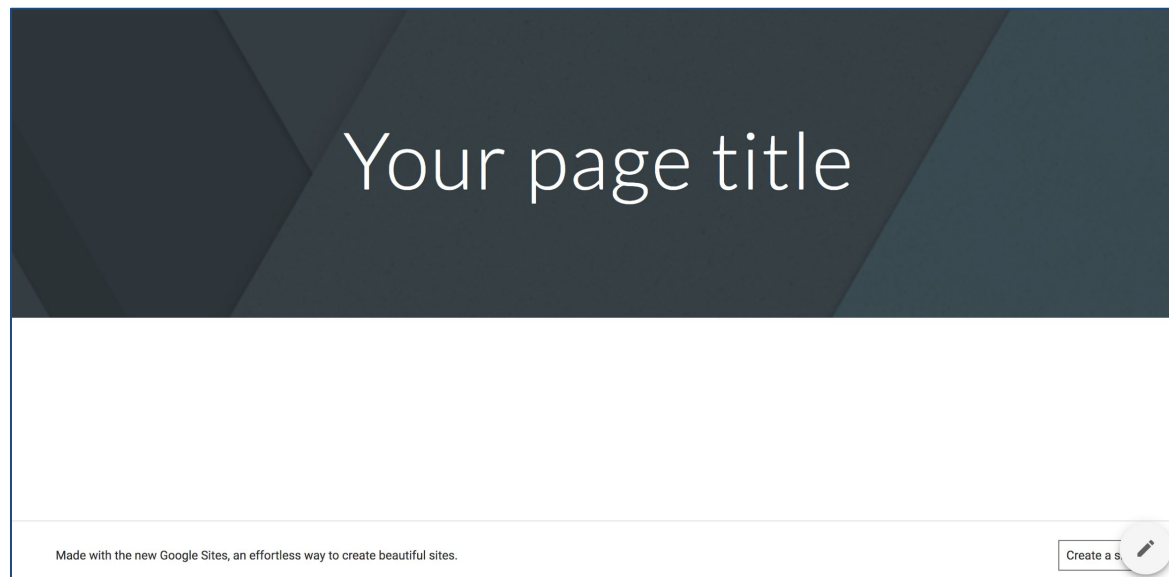 Your page title
Made with the new Google Sites, an effortless way to create beautiful sites.
Create a